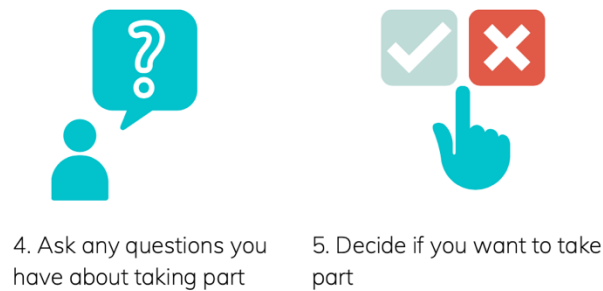 ?
4. Ask any questions you
have about taking part
5. Decide if you want to take
part